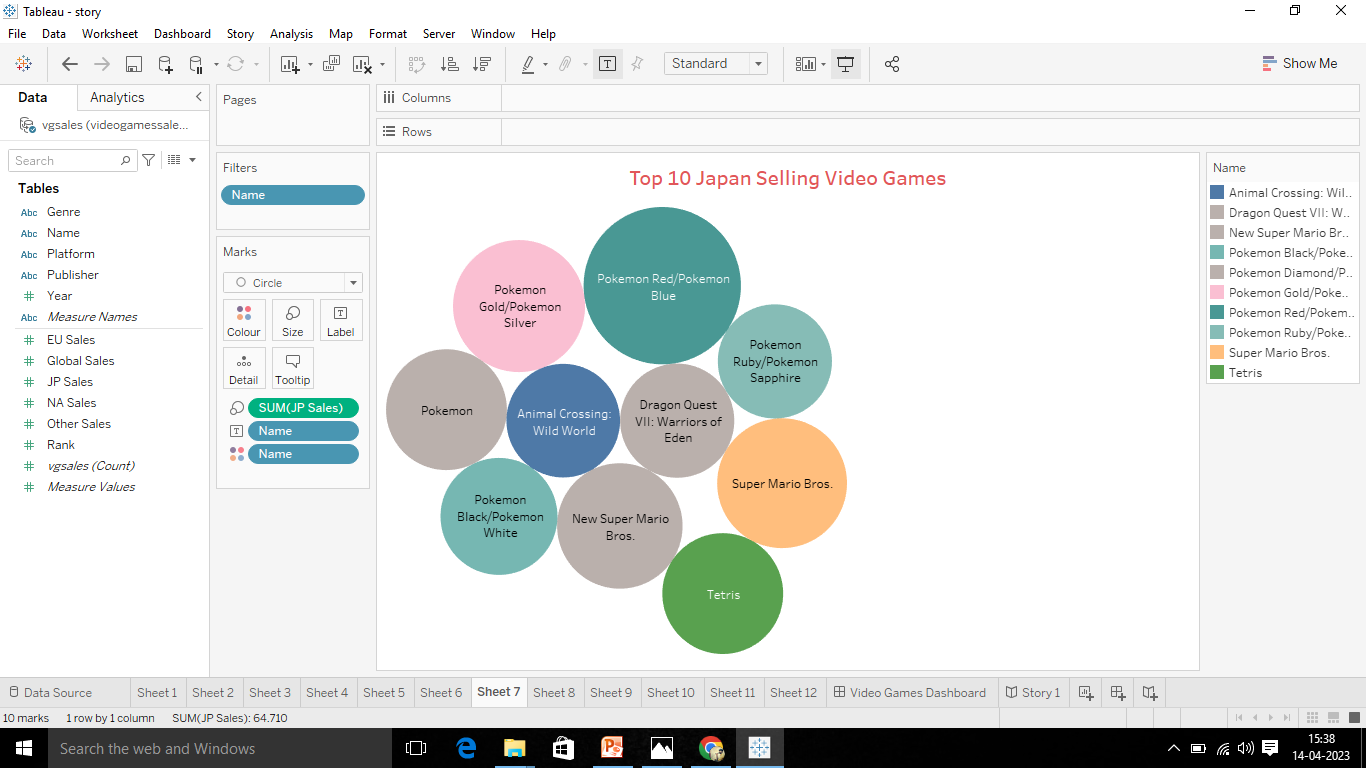 Tableau - story
File Data Worksheet Dashboard Story Analysis Map Format Server Window Help
Standard
Show Me
Data Analytics
vgsales (videogamessale...
Search
Tables
Abc Genre
Abc Name
Abc Platform
Abc Publisher
# Year
Abc Measure Names
# EU Sales
# Global Sales
# JP Sales
# NA Sales
# Other Sales
# Rank
# vgsales (Count)
# Measure Values
Pages
Filters
Name
Marks
Circle
Colour Size Label
Detail Tooltip
SUM(JP Sales)
Name
Name
Columns
Rows
Top 10 Japan Selling Video Games
Pokemon Red/Pokemon
Blue
Pokemon
Gold/Pokemon
Silver
Pokemon
Ruby/Pokemon
Sapphire
Pokemon
Animal Crossing:
Wild World
Dragon Quest
VII: Warriors of
Eden
Super Mario Bros.
Pokemon
Black/Pokemon
White
New Super Mario
Bros.
Tetris
Name
Animal Crossing: Wil..
Dragon Quest VII: W..
New Super Mario Br..
Pokemon Black/Poke..
Pokemon Diamond/P..
Pokemon Gold/Poke..
Pokemon Red/Pokem..
Pokemon Ruby/Poke..
Super Mario Bros.
Tetris
Data Source Sheet 1 Sheet 2 Sheet 3 Sheet 4 Sheet 5 Sheet 6 Sheet 7 Sheet 8 Sheet 9 Sheet 10 Sheet 11 Sheet 12 Video Games Dashboard Story 1
10 marks 1 row by 1 column SUM(JP Sales): 64.710
Search the web and Windows
15:38
14-04-2023